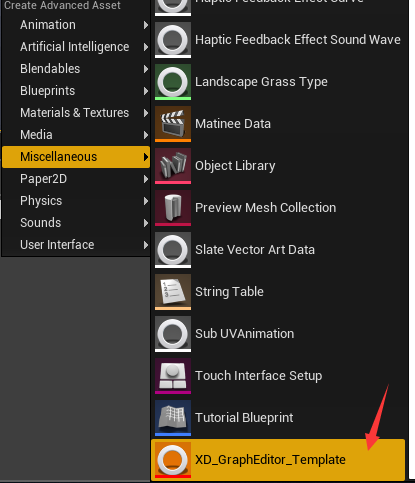 Create Advanced Asset
Animation
Artificial Intelligence
Blendables
Blueprints
Materials & Textures
Media
Miscellaneous
Paper2D
Physics
Sounds
User Interface
Haptic Feedback Effect Curve
Haptic Feedback Effect Sound Wave
Landscape Grass Type
Matinee Data
Object Library
Preview Mesh Collection
Slate Vector Art Data
String Table
Sub UVAnimation
Touch Interface Setup
Tutorial Blueprint
XD_GraphEditor_Template